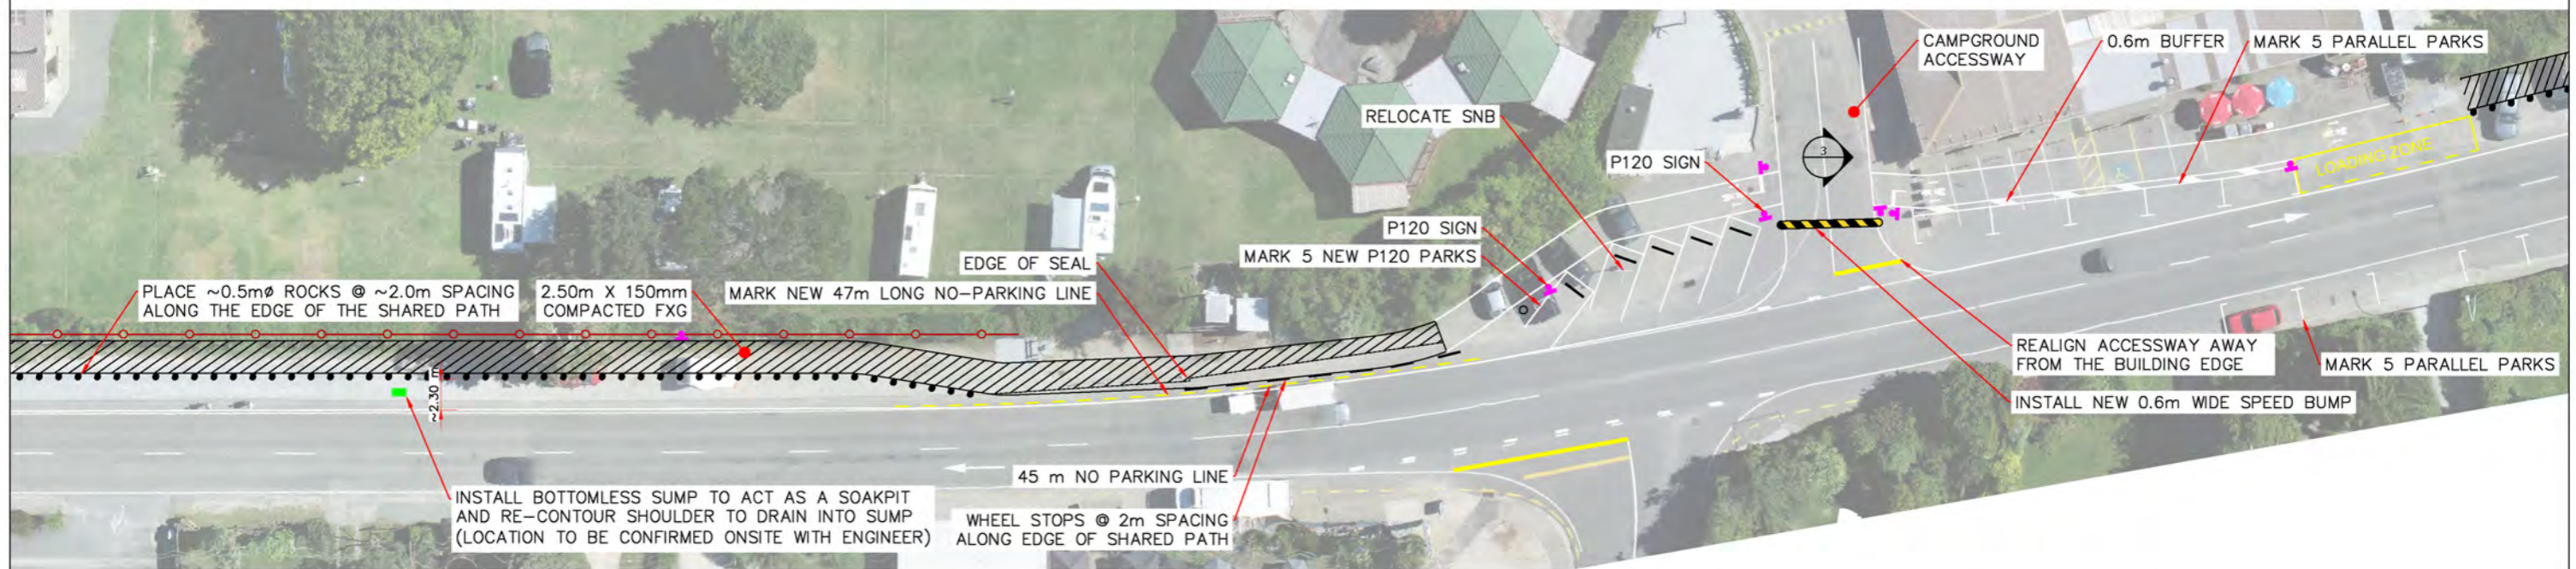 CAMPGROUND
ACCESSWAY
0.6m BUFFER
MARK 5 PARALLEL PARKS
RELOCATE SNB
P120 SIGN
3
LOADING ZONE
P120 SIGN
MARK 5 NEW P120 PARKS
EDGE OF SEAL
MARK NEW 47m LONG NO-PARKING LINE
PLACE ~0.5mø ROCKS @ ~2.0m SPACING
ALONG THE EDGE OF THE SHARED PATH
2.50m X 150mm
COMPACTED FXG
~2.30 m
REALIGN ACCESSWAY AWAY
FROM THE BUILDING EDGE
MARK 5 PARALLEL PARKS
INSTALL NEW 0.6m WIDE SPEED BUMP
45 m NO PARKING LINE
INSTALL BOTTOMLESS SUMP TO ACT AS A SOAKPIT
AND RE-CONTOUR SHOULDER TO DRAIN INTO SUMP
(LOCATION TO BE CONFIRMED ONSITE WITH ENGINEER)
WHEEL STOPS @ 2m SPACING
ALONG EDGE OF SHARED PATH